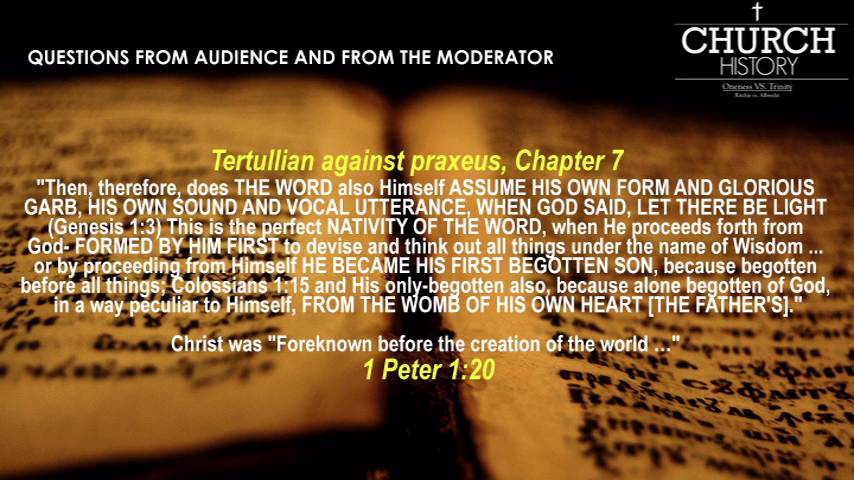 QUESTIONS FROM AUDIENCE AND FROM THE MODERATOR
CHURCH
HISTORY
Oneness VS. Trinity
Ritchie vs. Albrecht
Tertullian against praxeus, Chapter 7
"Then, therefore, does THE WORD also Himself ASSUME HIS OWN FORM AND GLORIOUS
GARB, HIS OWN SOUND AND VOCAL UTTERANCE, WHEN GOD SAID, LET THERE BE LIGHT
(Genesis 1:3) This is the perfect NATIVITY OF THE WORD, when He proceeds forth from
God- FORMED BY HIM FIRST to devise and think out all things under the name of Wisdom ...
or by proceeding from Himself HE BECAME HIS FIRST BEGOTTEN SON, because begotten
before all things; Colossians 1:15 and His only-begotten also, because alone begotten of God,
in a way peculiar to Himself, FROM THE WOMB OF HIS OWN HEART [THE FATHER'S]."
Christ was "Foreknown before the creation of the world ..."
1 Peter 1:20